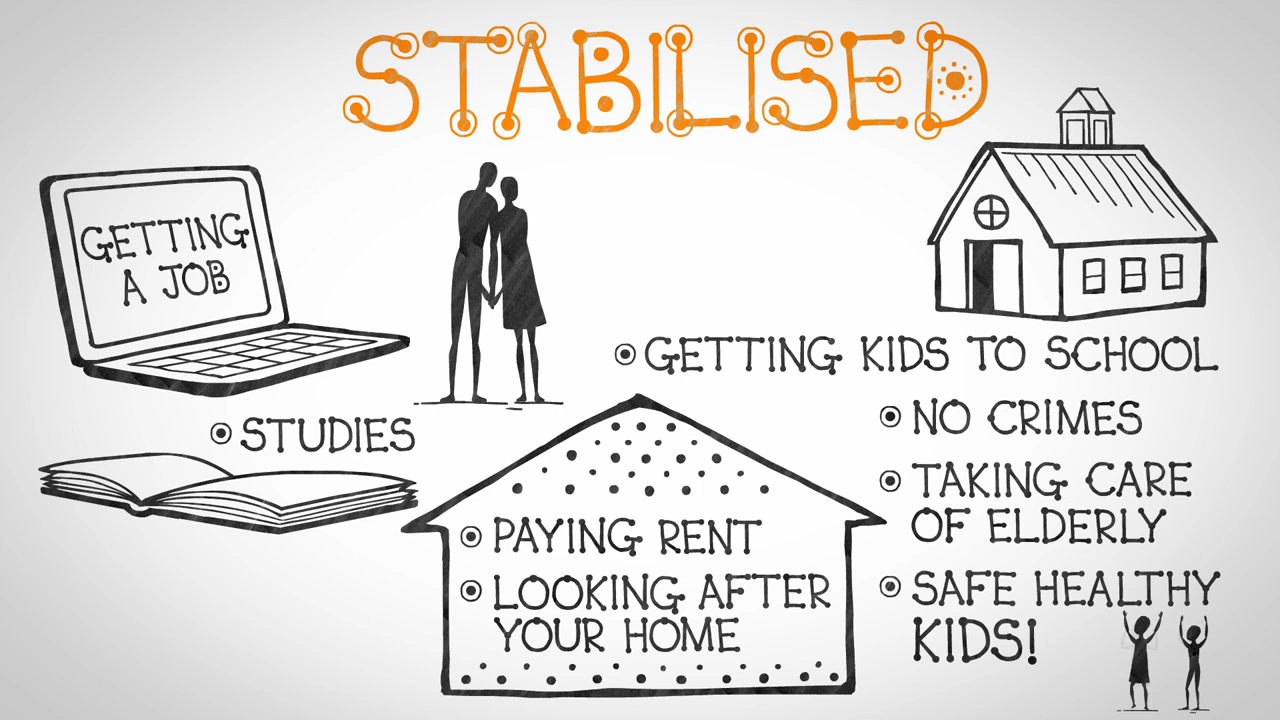 STABILISED
GETTING
A JOB
STUDIES
GETTING KIDS TO SCHOOL
NO CRIMES
TAKING CARE
OF ELDERLY
SAFE HEALTHY
KIDS!
PAYING RENT
LOOKING AFTER
YOUR HOME